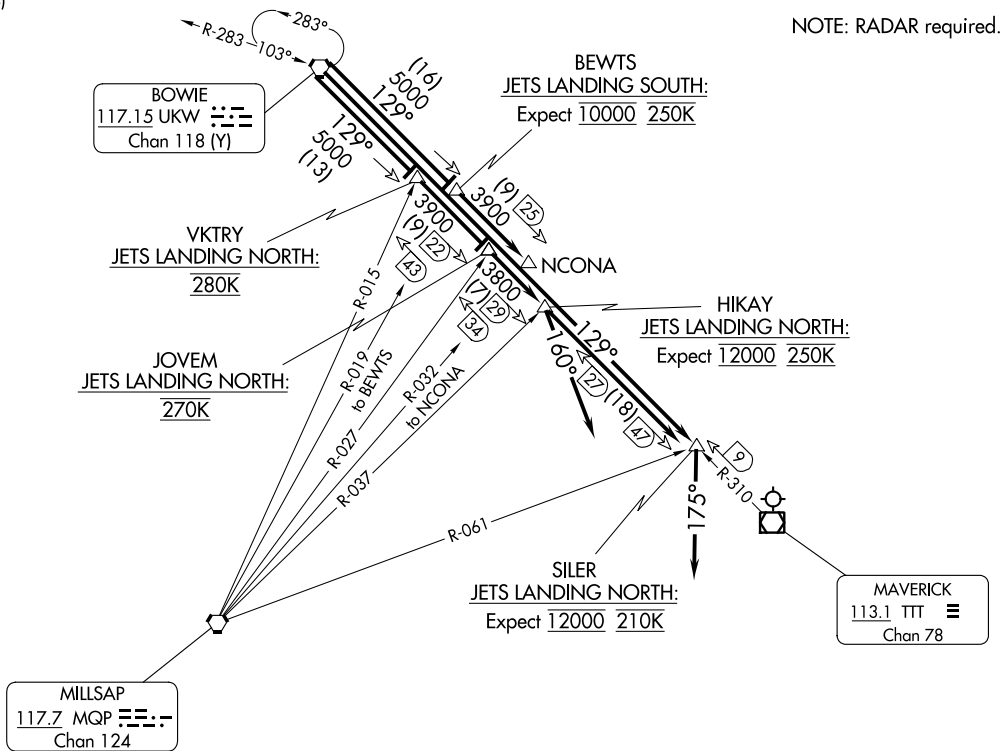 283°
R-283
103°
NOTE: RADAR required.
BOWIE
117.15 UKW
Chan 118 (Y)
(16)
5000
129°
129°
5000
(13)
BEWTS
JETS LANDING SOUTH:
Expect 10000 250K
(9) 25
3900
NCONA
VKTRY
JETS LANDING NORTH:
280K
3900
(9) 22
43
3800
(7) 29
34
HIKAY
JETS LANDING NORTH:
Expect 12000 250K
JOVEM
JETS LANDING NORTH:
270K
R-015
R-019
to BEWTS
R-027
R-032
to NCONA
R-037
R-061
160°
129°
27 (18) 47
9
R-310
175°
SILER
JETS LANDING NORTH:
Expect 12000 210K
MAVERICK
113.1 TTT
Chan 78
MILLSAP
117.7 MQP
Chan 124